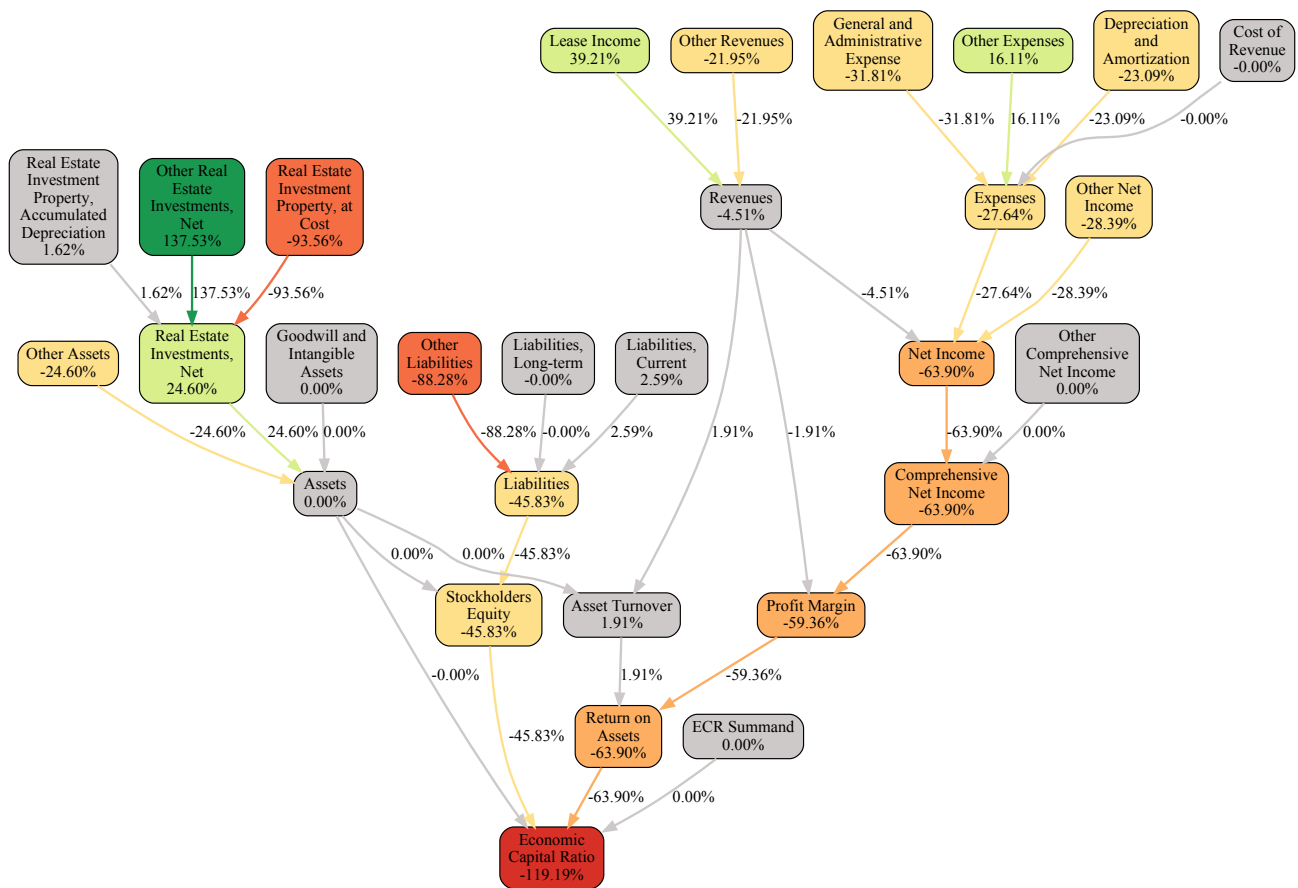 General and
Administrative
Expense
-31.81%
Depreciation
and
Amortization
-23.09%
Cost of
Revenue
-0.00%
Lease Income
39.21%
Other Revenues
-21.95%
Other Expenses
16.11%
39.21%
-21.95%
-31.81%
16.11%
-23.09%
-0.00%
Real Estate
Investment
Property,
Accumulated
Depreciation
1.62%
Other Real
Estate
Investments,
Net
137.53%
Real Estate
Investment
Property, at
Cost
-93.56%
Revenues
-4.51%
Expenses
-27.64%
Other Net
Income
-28.39%
1.62%
137.53%
-93.56%
-4.51%
-27.64%
-28.39%
Other Assets
-24.60%
Real Estate
Investments,
Net
24.60%
Goodwill and
Intangible
Assets
0.00%
Other
Liabilities
-88.28%
Liabilities,
Long-term
-0.00%
Liabilities,
Current
2.59%
Net Income
-63.90%
Other
Comprehensive
Net Income
0.00%
-24.60%
24.60%
0.00%
-88.28%
-0.00%
2.59%
1.91%
-1.91%
-63.90%
0.00%
Assets
0.00%
Liabilities
-45.83%
Comprehensive
Net Income
-63.90%
0.00%
0.00%
-45.83%
-63.90%
Stockholders
Equity
-45.83%
Asset Turnover
1.91%
Profit Margin
-59.36%
-0.00%
1.91%
-59.36%
-45.83%
Return on
Assets
-63.90%
ECR Summand
0.00%
-63.90%
0.00%
Economic
Capital Ratio
-119.19%